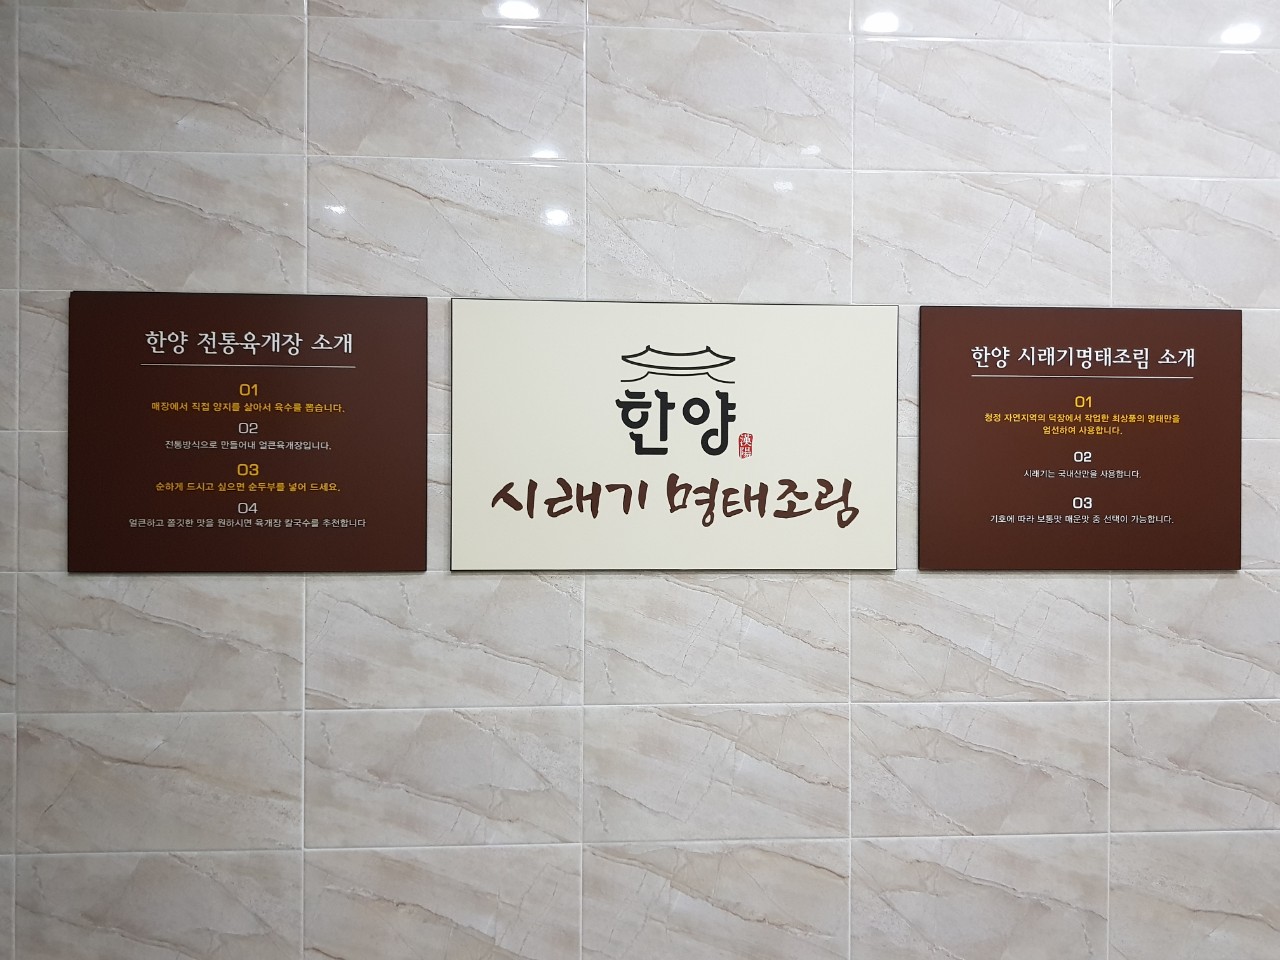 한양 전통육개장 소개
01
매장에서 직접 양지를 삶아서 육수를 뽑습니다.
02
전통방식으로 만들어내 얼큰육개장입니다.
03
순하게 드시고 싶으면 순두부를 넣어 드세요.
04
얼큰하고 쫄깃한 맛을 원하시면 육개장 칼국수를 추천합니다
한양
漢陽
시래기 명태조림
한양 시래기명태조림 소개
01
청정 자연지역의 덕장에서 작업한 최상품의 명태만을
엄선하여 사용합니다.
02
시래기는 국내산만을 사용합니다.
03
기호에 따라 보통맛 매운맛 중 선택이 가능합니다.